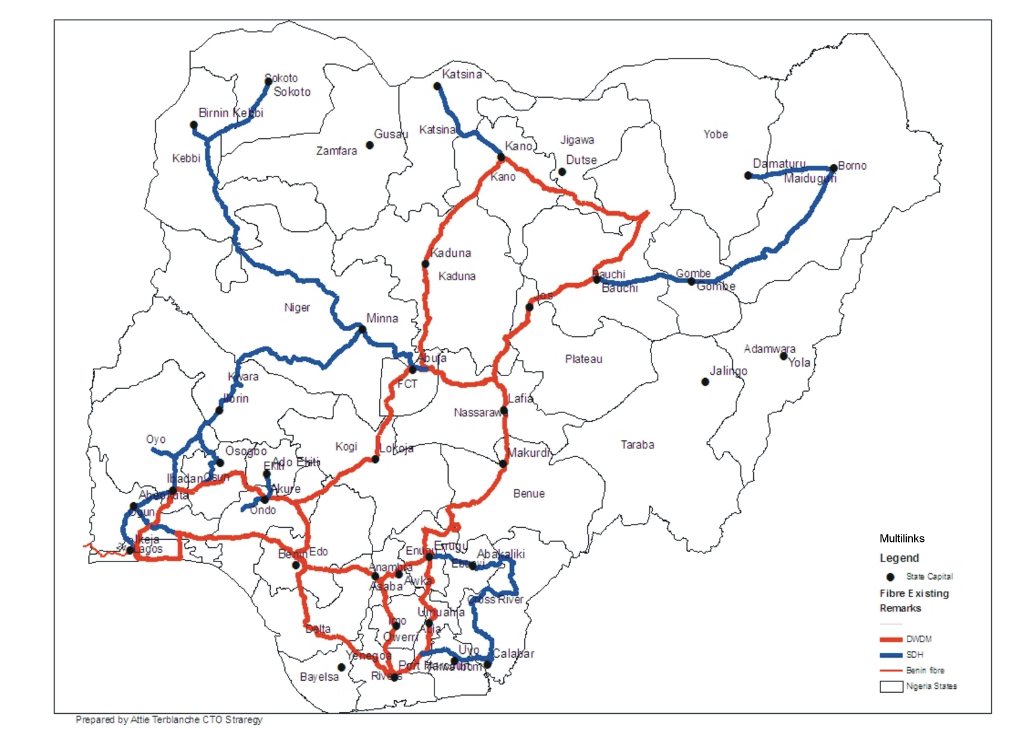 Sokoto
Sokoto
Katsina
Birnin Kebbi
Katsina
Gusau
Zamfara
Kebbi
Kano
Kano
Jigawa
Dutse
Yobe
Damaturu
Borno
Maiduguri
Kaduna
Kaduna
Bauchi
Bauchi
Gombe
Gombe
Jos
Niger
Minna
Abuja
FCT
Plateau
Adamwara
Yola
Jalingo
Kwara
Ilorin
Lafia
Nassaraw
Taraba
Oyo
Osogbo
Kogi
Lokoja
Makurdi
Ekiti
Ado Ekiti
Ibadan
Osun
Akure
Ondo
Benue
Abeokuta
Ogun
Ikeja
Lagos
Benin
Edo
Enugu
Enugu
Abakaliki
Ebonyi
Anambra
Asaba
Awka
Cross River
Umuahia
Abia
Imo
Owerri
Delta
Yenegoa
Bayelsa
Rivers
Port Harcourt
Uyo
Calabar
Multilinks
Legend
State Capital
Fibre Existing
Remarks
DWDM
SDH
Benin fibre
Nigeria States
Prepared by Attie Terblanche CTO Straregy